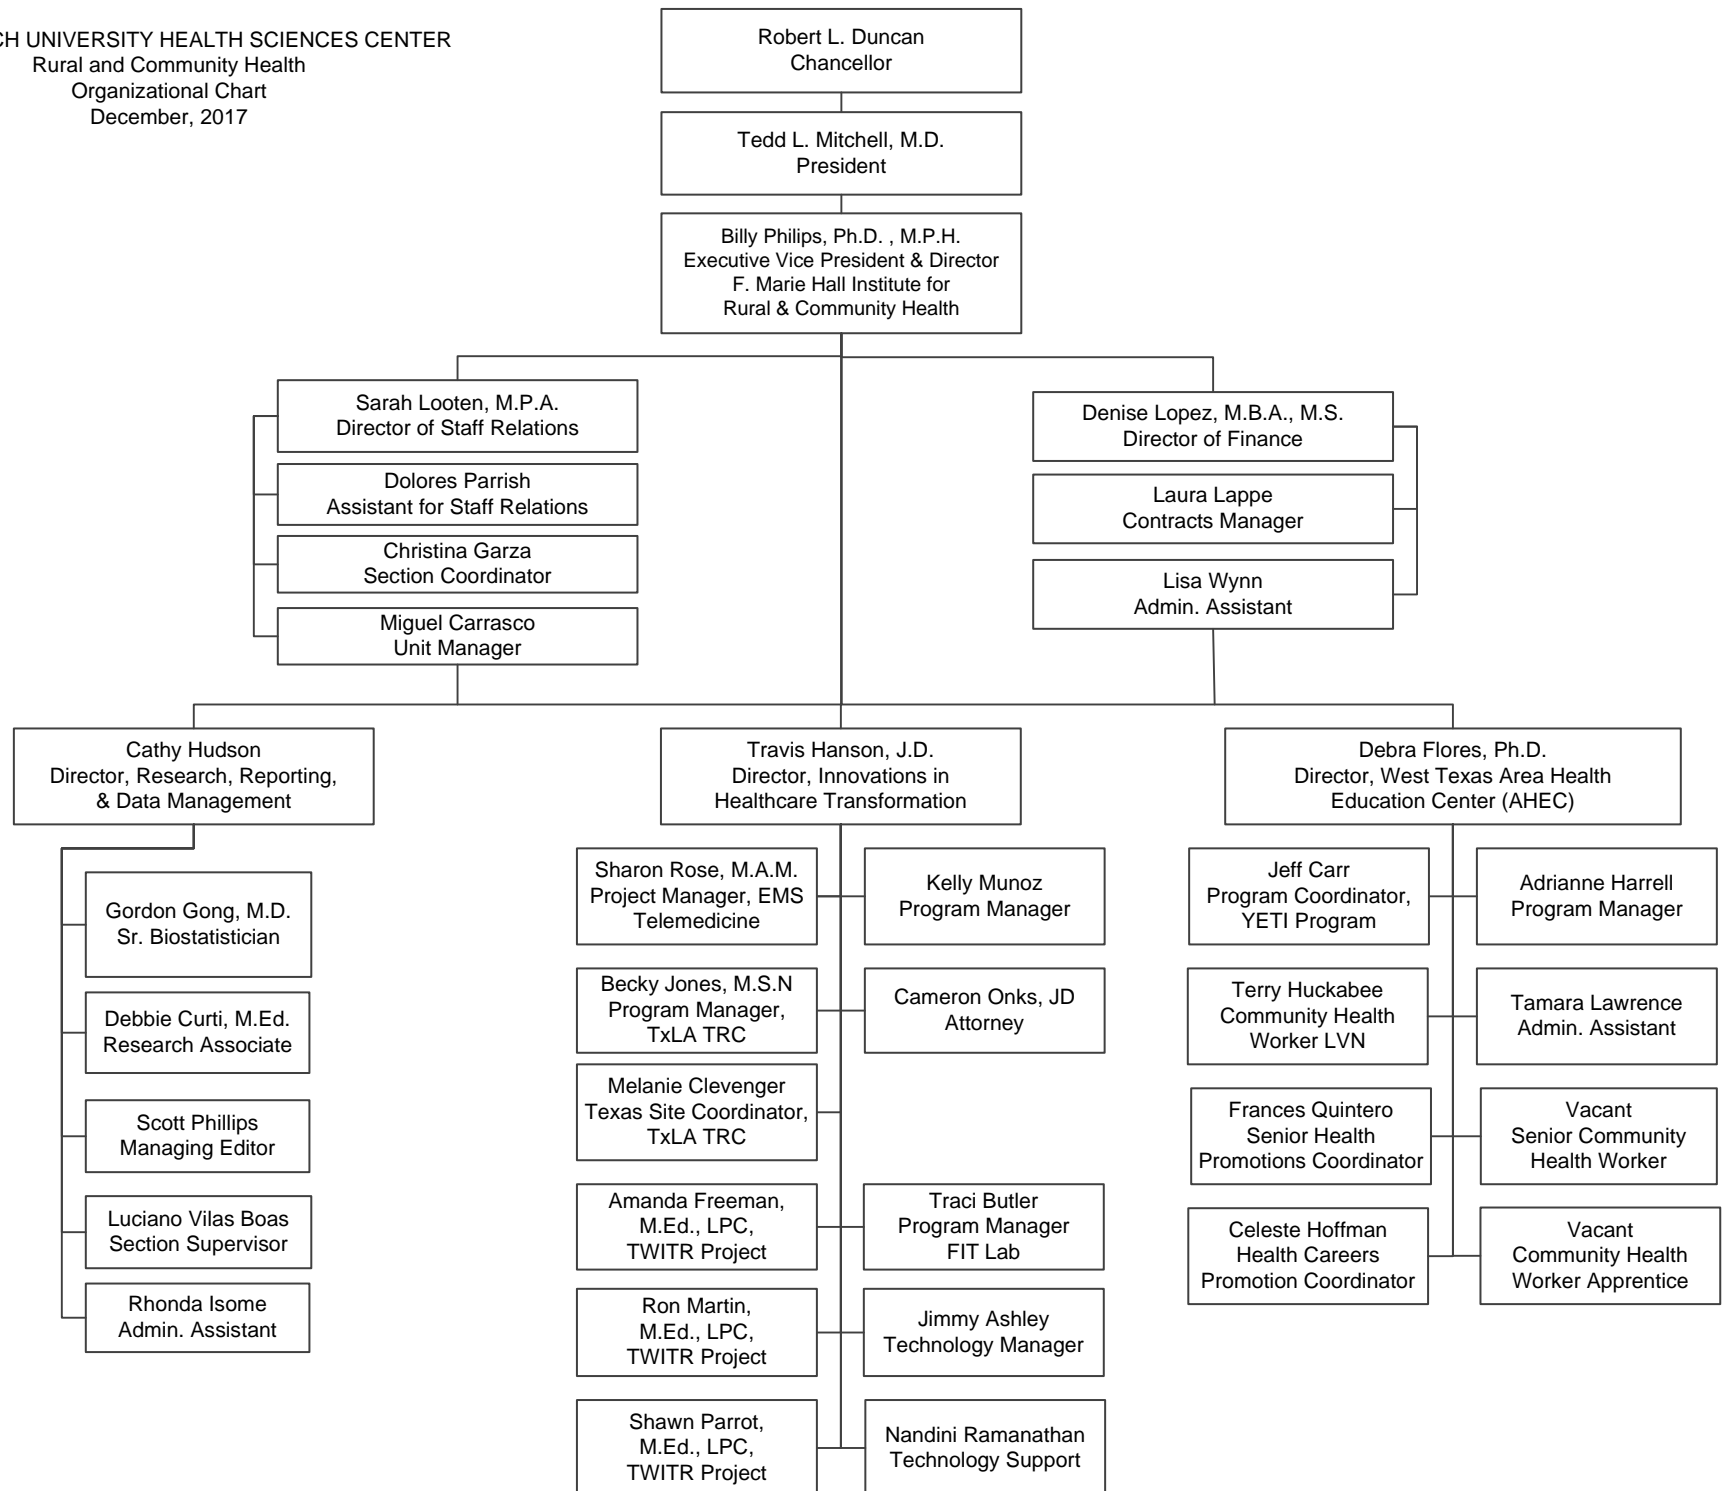 CH UNIVERSITY HEALTH SCIENCES CENTER
Rural and Community Health
Organizational Chart
December, 2017
Robert L. Duncan
Chancellor
Tedd L. Mitchell, M.D.
President
Billy Philips, Ph.D. , M.P.H.
Executive Vice President & Director
F. Marie Hall Institute for
Rural & Community Health
Sarah Looten, M.P.A.
Director of Staff Relations
Dolores Parrish
Assistant for Staff Relations
Christina Garza
Section Coordinator
Miguel Carrasco
Unit Manager
Denise Lopez, M.B.A., M.S.
Director of Finance
Laura Lappe
Contracts Manager
Lisa Wynn
Admin. Assistant
Cathy Hudson
Director, Research, Reporting,
& Data Management
Gordon Gong, M.D.
Sr. Biostatistician
Debbie Curti, M.Ed.
Research Associate
Scott Phillips
Managing Editor
Luciano Vilas Boas
Section Supervisor
Rhonda Isome
Admin. Assistant
Travis Hanson, J.D.
Director, Innovations in
Healthcare Transformation
Sharon Rose, M.A.M.
Project Manager, EMS
Telemedicine
Kelly Munoz
Program Manager
Becky Jones, M.S.N
Program Manager,
TxLA TRC
Cameron Onks, JD
Attorney
Melanie Clevenger
Texas Site Coordinator,
TxLA TRC
Amanda Freeman,
M.Ed., LPC,
TWITR Project
Traci Butler
Program Manager
FIT Lab
Ron Martin,
M.Ed., LPC,
TWITR Project
Jimmy Ashley
Technology Manager
Shawn Parrot,
M.Ed., LPC,
TWITR Project
Nandini Ramanathan
Technology Support
Debra Flores, Ph.D.
Director, West Texas Area Health
Education Center (AHEC)
Jeff Carr
Program Coordinator,
YETI Program
Adrianne Harrell
Program Manager
Terry Huckabee
Community Health
Worker LVN
Tamara Lawrence
Admin. Assistant
Frances Quintero
Senior Health
Promotions Coordinator
Vacant
Senior Community
Health Worker
Celeste Hoffman
Health Careers
Promotion Coordinator
Vacant
Community Health
Worker Apprentice